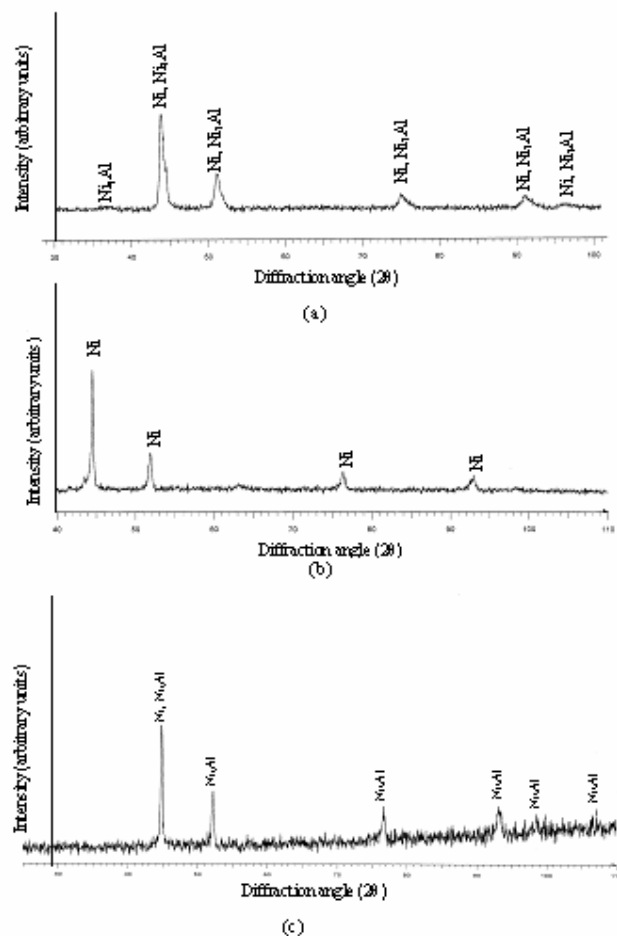 Intensity (arbitrary units)
Ni₃Al
Ni, Ni₃Al
Ni, Ni₃Al
Ni, Ni₃Al
Ni, Ni₃Al
Ni, Ni₃Al
30 40 50 60 70 80 90 100
Diffraction angle (2θ)
(a)
Intensity (arbitrary units)
Ni
Ni
Ni
Ni
40 50 60 70 80 90 100 110
Diffraction angle (2θ)
(b)
Intensity (arbitrary units)
Ni, Ni₃Al
Ni₃Al
Ni₃Al
Ni₃Al
Ni₃Al
Ni₃Al
Diffraction angle (2θ)
(c)